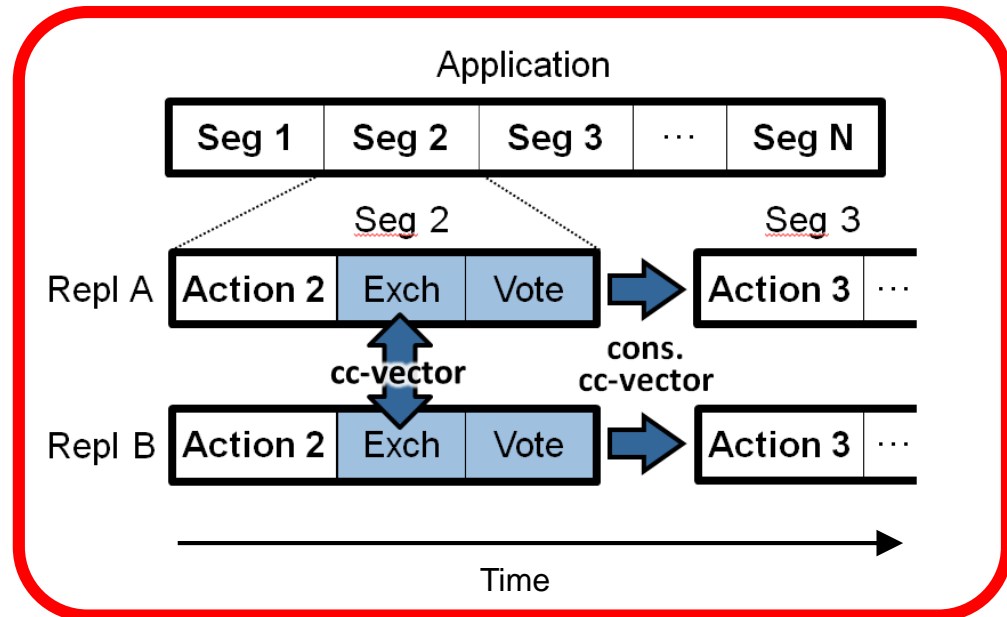 Application
Seg 1 Seg 2 Seg 3 ··· Seg N
Seg 2 Seg 3
Repl A Action 2 Exch Vote Action 3 ···
cc-vector
cons.
cc-vector
Repl B Action 2 Exch Vote Action 3 ···
Time